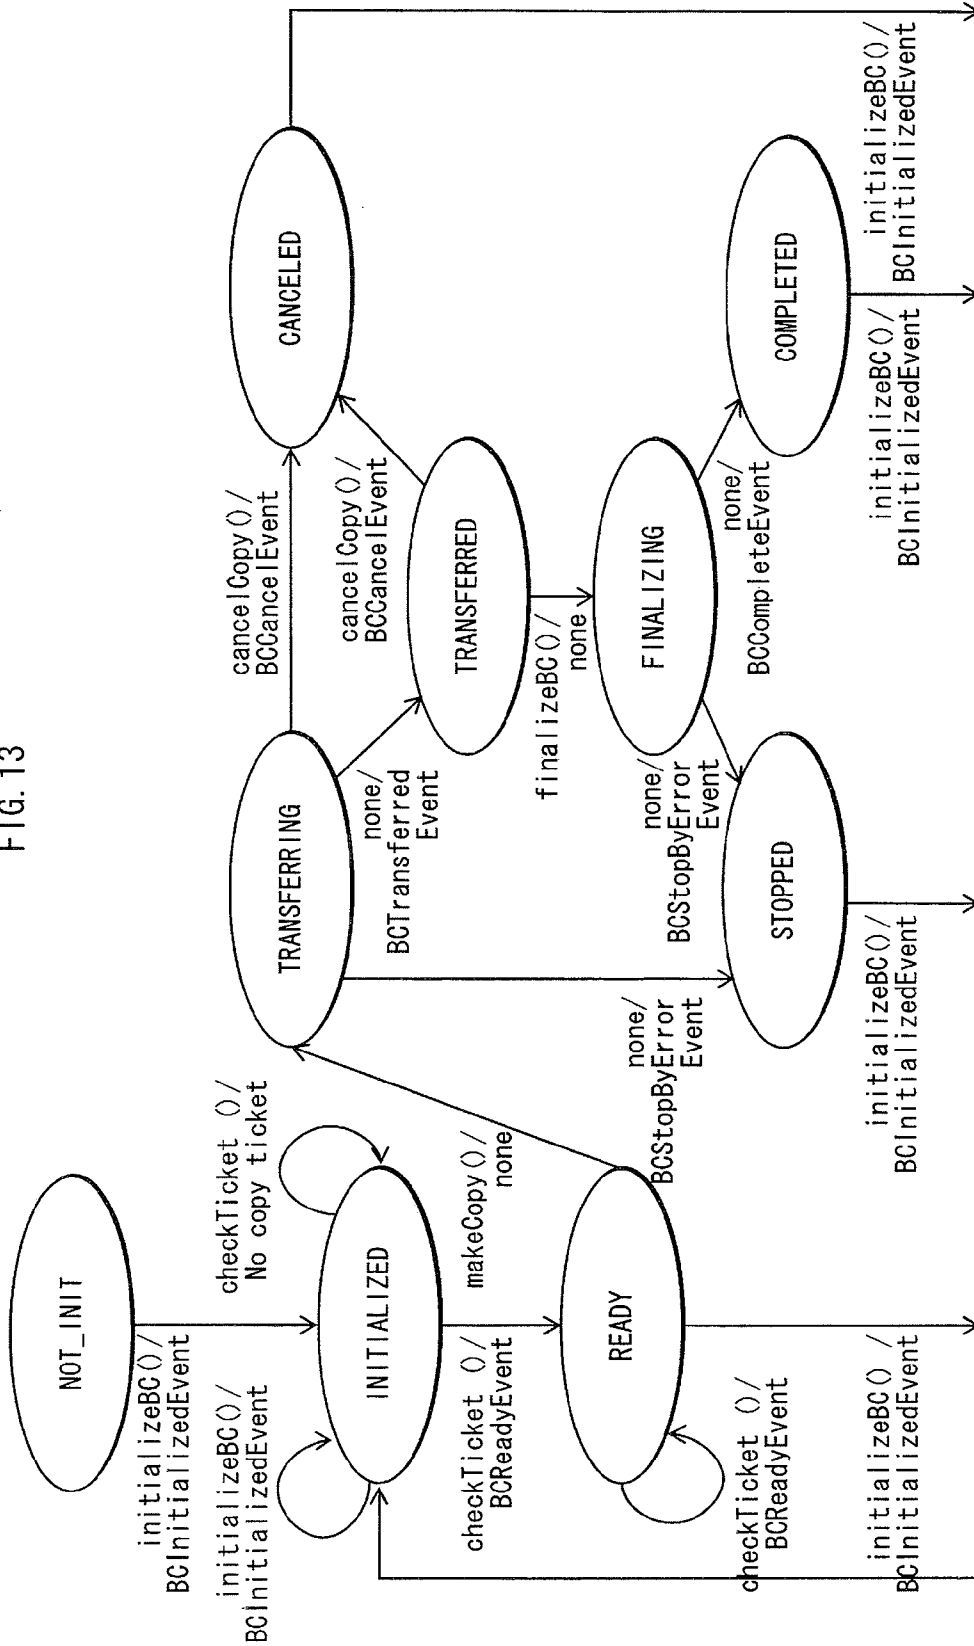 FIG. 13
NOT_INIT
initializeBC()/
BCInitializedEvent
initializeBC()/
BCInitializedEvent
checkTicket ()/
No copy ticket
INITIALIZED
checkTicket ()/
BCReadyEvent
makeCopy()/
none
READY
checkTicket ()/
BCReadyEvent
initializeBC() /
BCInitializedEvent
TRANSFERRING
cancelCopy()/
BCCancelEvent
CANCELED
none/
BCTransferred
Event
cancelCopy()/
BCCancelEvent
TRANSFERRED
finalizeBC()/
none
FINALIZING
none/
BCStopByError
Event
none/
BCStopByError
Event
none/
BCCompleteEvent
STOPPED
COMPLETED
initializeBC()/
BCInitializedEvent
initializeBC()/
BCInitializedEvent
initializeBC()/
BCInitializedEvent